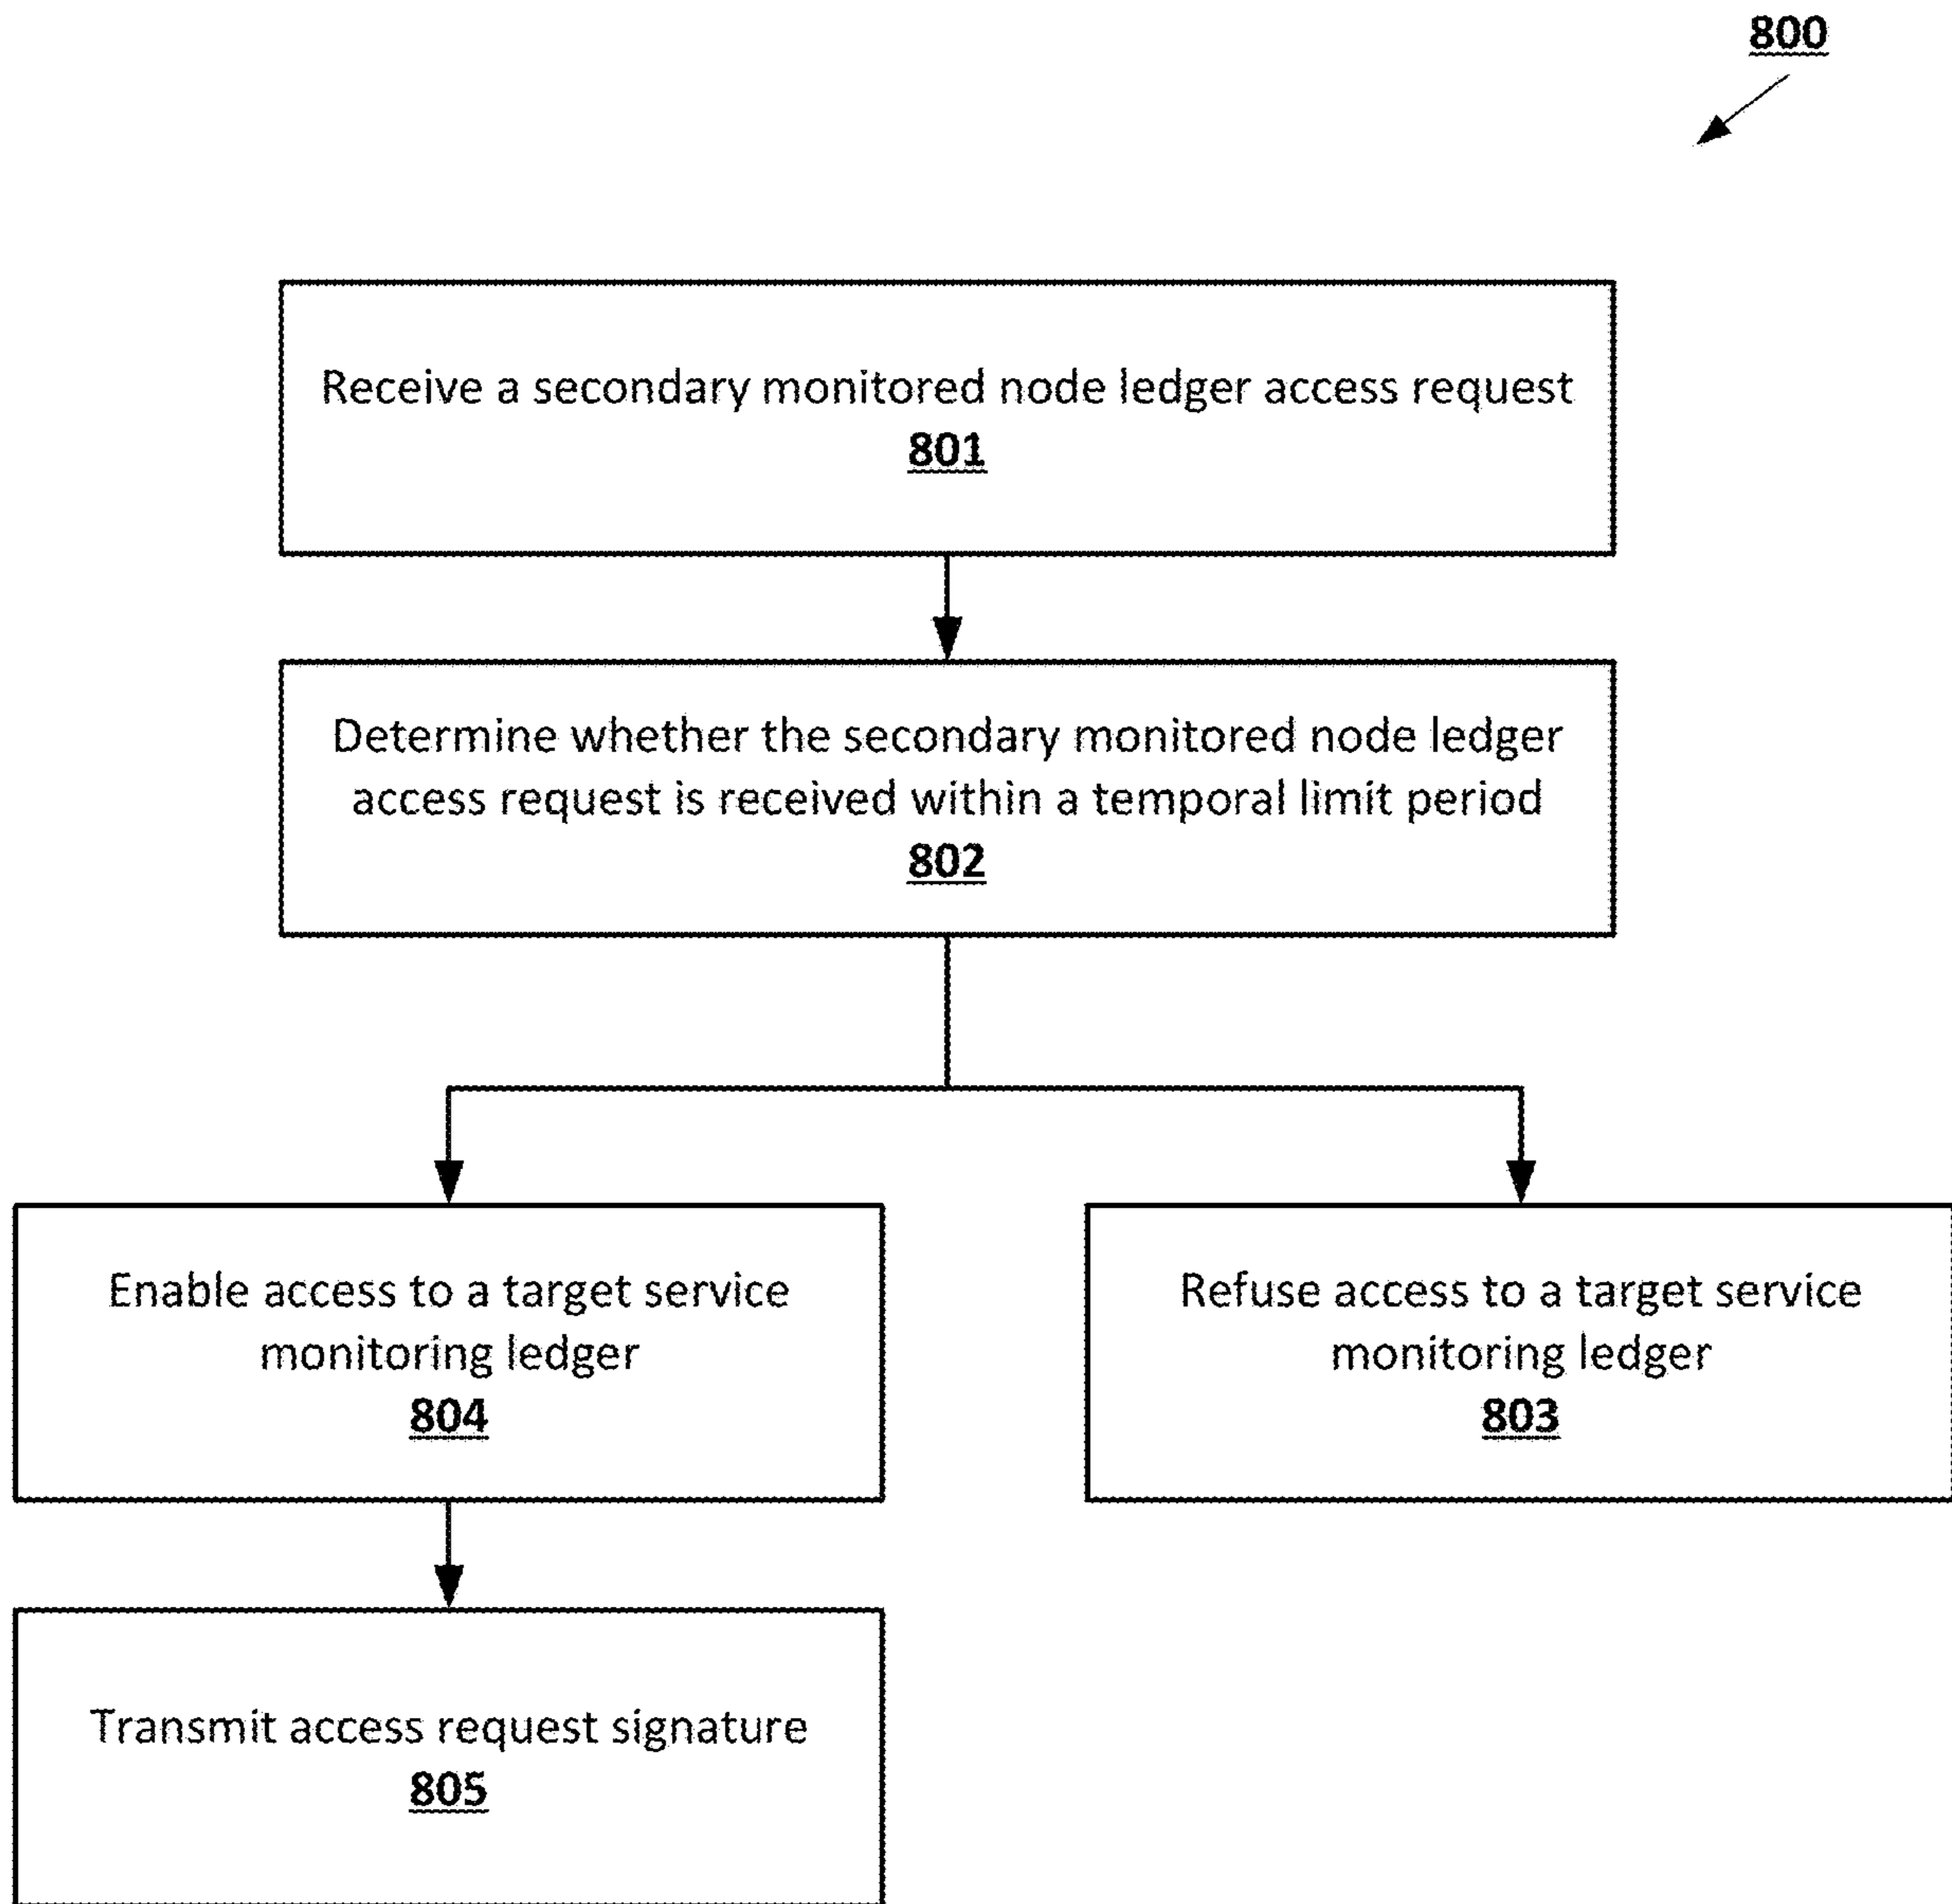 800
Receive a secondary monitored node ledger access request
801
Determine whether the secondary monitored node ledger
access request is received within a temporal limit period
802
Enable access to a target service
monitoring ledger
804
Refuse access to a target service
monitoring ledger
803
Transmit access request signature
805